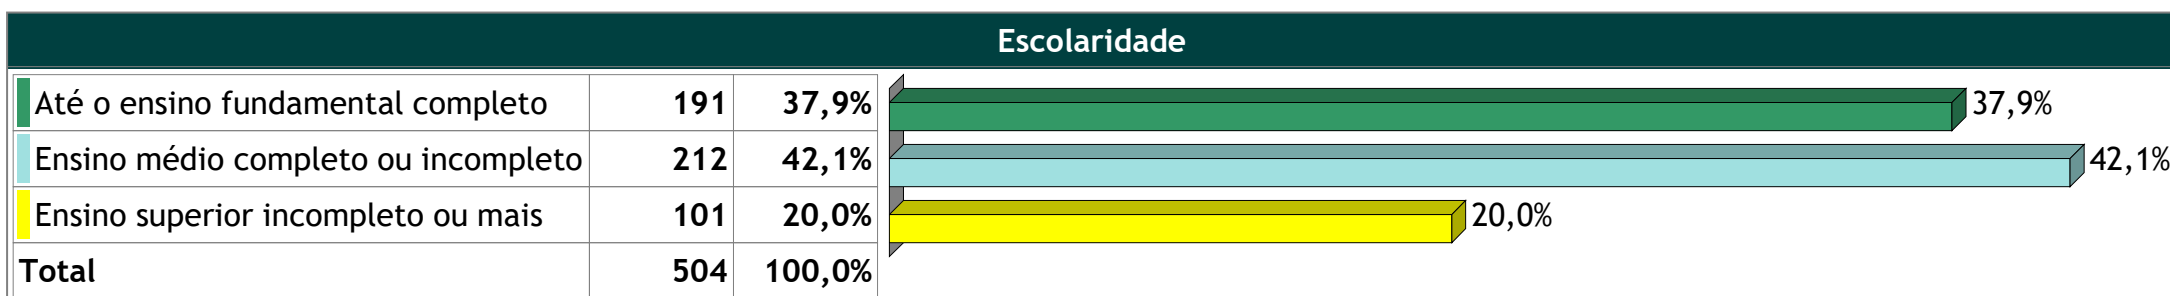 Escolaridade
Até o ensino fundamental completo 191 37,9% 37,9%
Ensino médio completo ou incompleto 212 42,1% 42,1%
Ensino superior incompleto ou mais 101 20,0% 20,0%
Total 504 100,0%